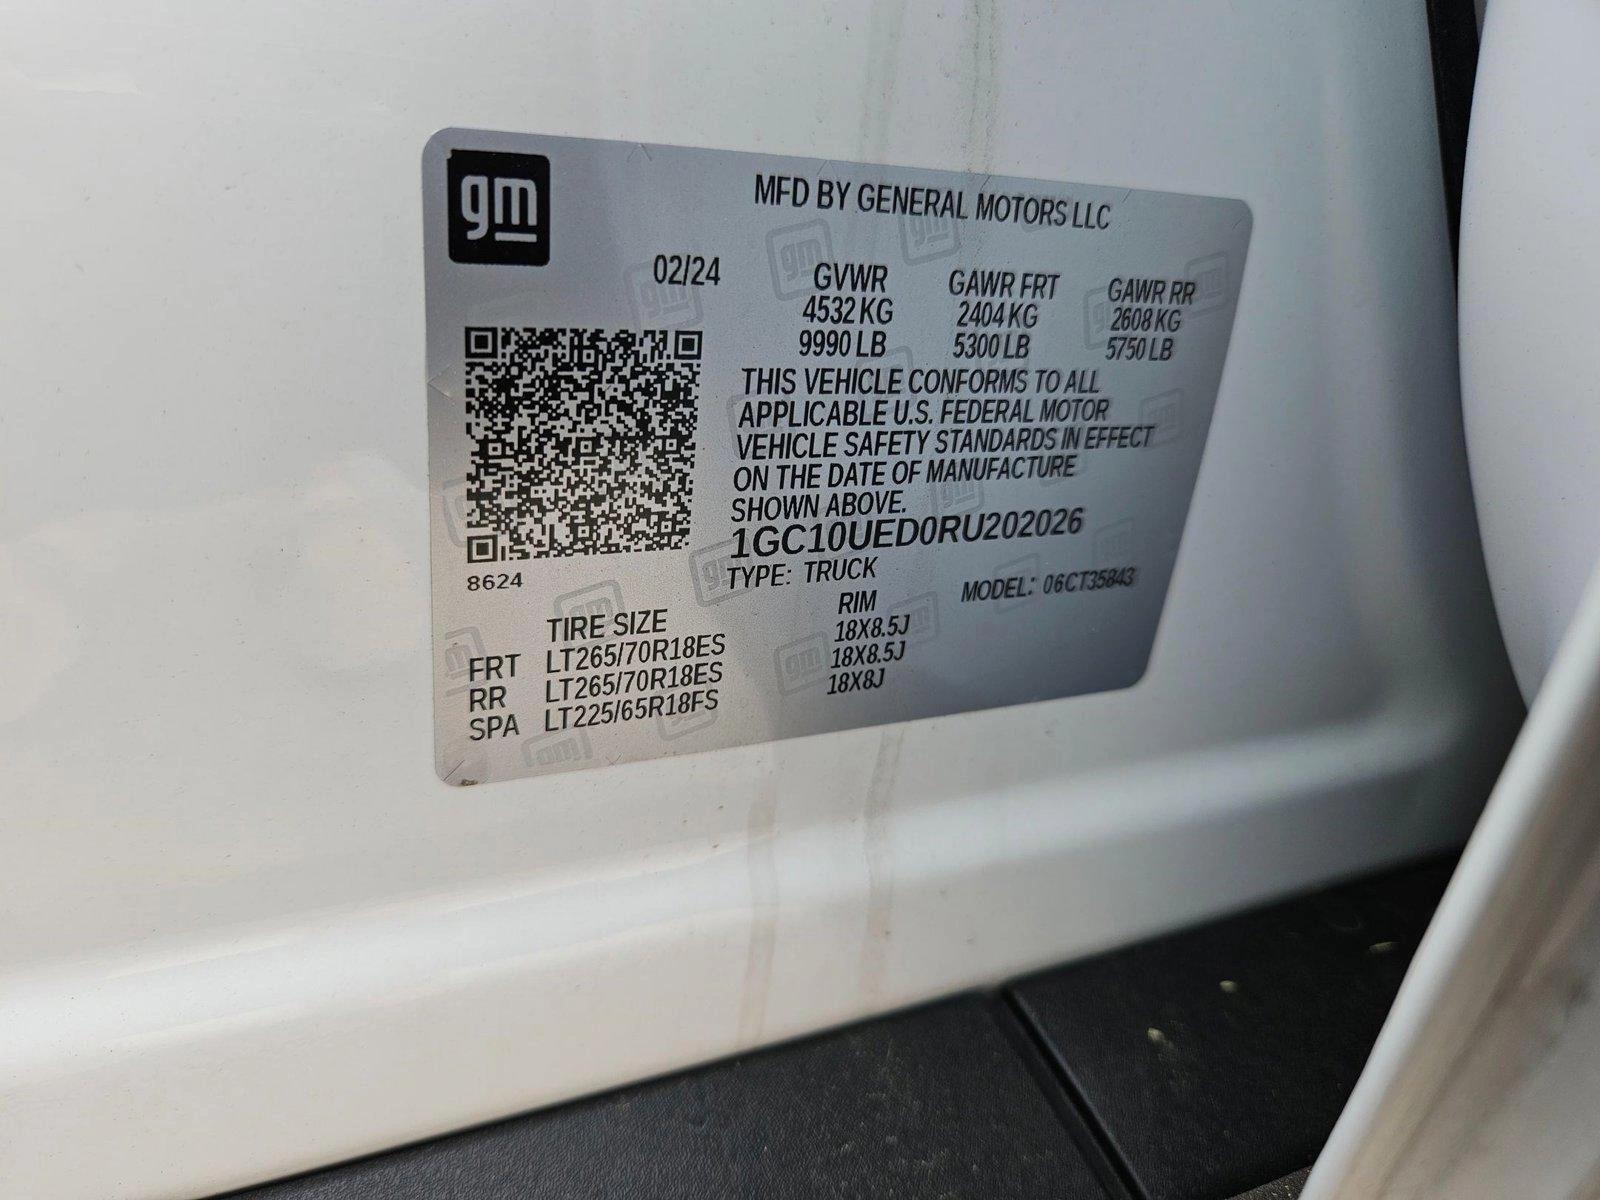 gm
MFD BY GENERAL MOTORS LLC
02/24
GVWR GAWR FRT GAWR RR
4532 KG 2404 KG 2608 KG
9990 LB 5300 LB 5750 LB
THIS VEHICLE CONFORMS TO ALL
APPLICABLE U.S. FEDERAL MOTOR
VEHICLE SAFETY STANDARDS IN EFFECT
ON THE DATE OF MANUFACTURE
SHOWN ABOVE.
1GC10UED0RU202026
8624
TYPE: TRUCK MODEL: 06CT35843
TIRE SIZE RIM
FRT LT265/70R18ES 18X8.5J
RR LT265/70R18ES 18X8.5J
SPA LT225/65R18FS 18X8J